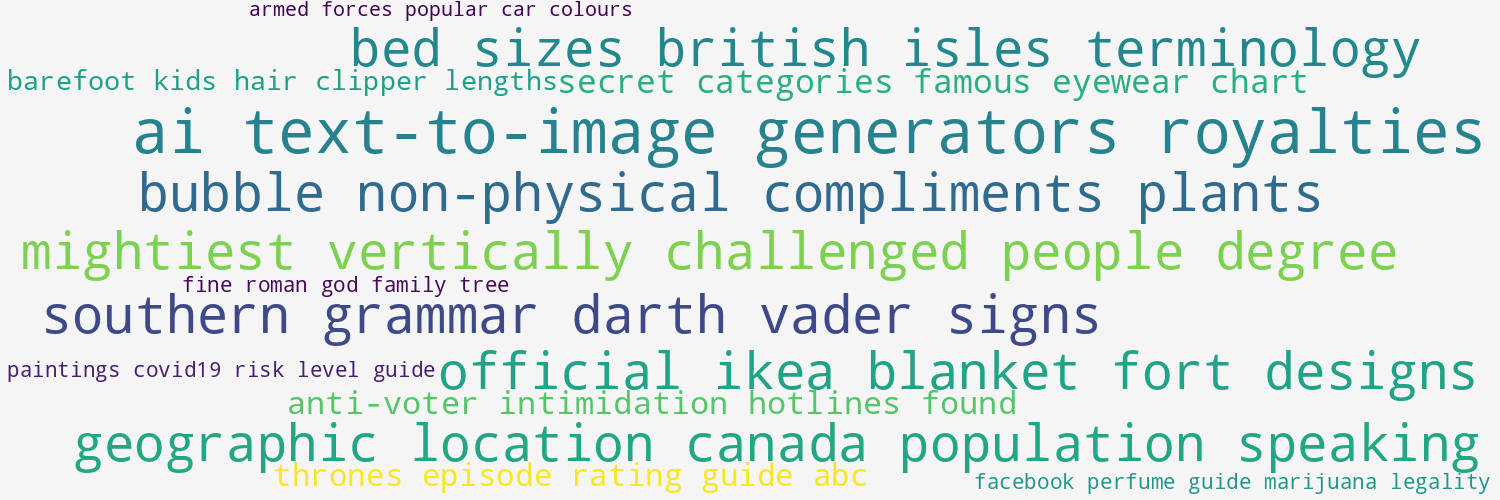 armed forces popular car colours
bed sizes british isles terminology
barefoot kids hair clipper lengths
secret categories famous eyewear chart
ai text-to-image generators royalties
bubble non-physical compliments plants
mightiest vertically challenged people degree
fine roman god family tree
southern grammar darth vader signs
paintings covid19 risk level guide
official ikea blanket fort designs
anti-voter intimidation hotlines found
geographic location canada population speaking
thrones episode rating guide abc
facebook perfume guide marijuana legality